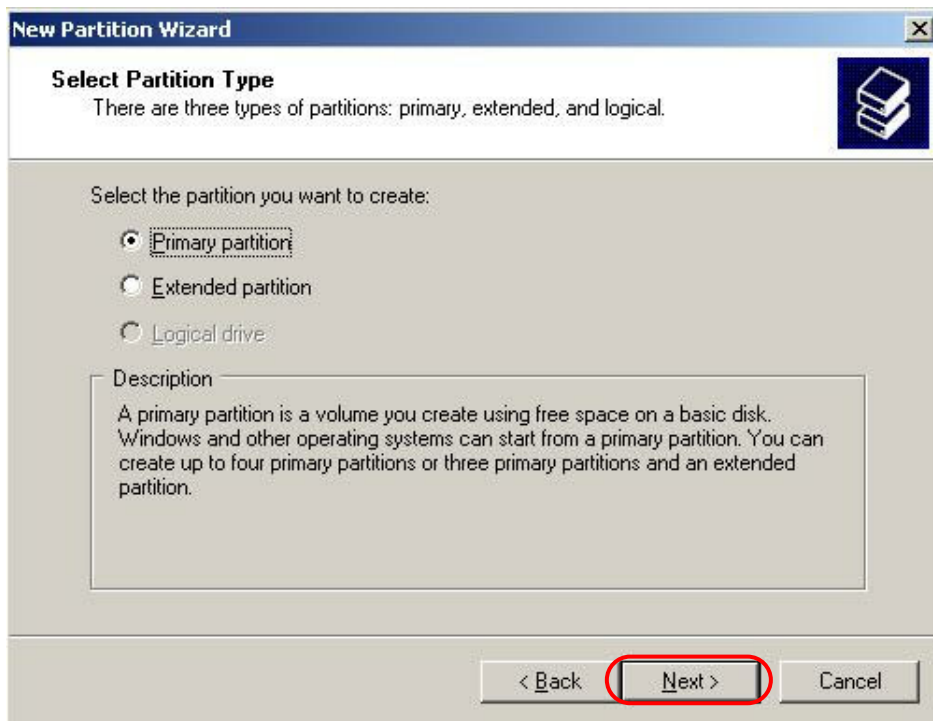 New Partition Wizard
Select Partition Type
There are three types of partitions: primary, extended, and logical.
Select the partition you want to create:
Primary partition
Extended partition
Logical drive
Description
A primary partition is a volume you create using free space on a basic disk.
Windows and other operating systems can start from a primary partition. You can
create up to four primary partitions or three primary partitions and an extended
partition.
< Back
Next >
Cancel